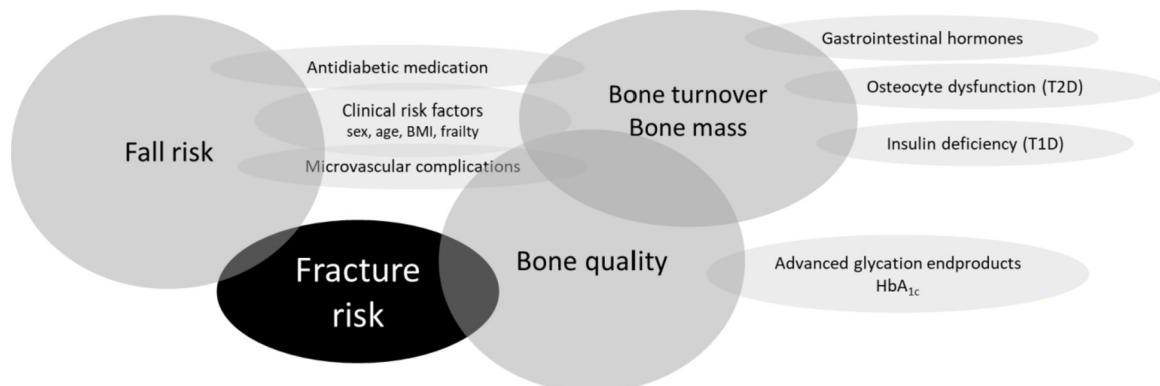 Fall risk
Antidiabetic medication
Clinical risk factors
sex, age, BMI, frailty
Microvascular complications
Fracture
risk
Bone turnover
Bone mass
Bone quality
Gastrointestinal hormones
Osteocyte dysfunction (T2D)
Insulin deficiency (T1D)
Advanced glycation endproducts
HbA1c